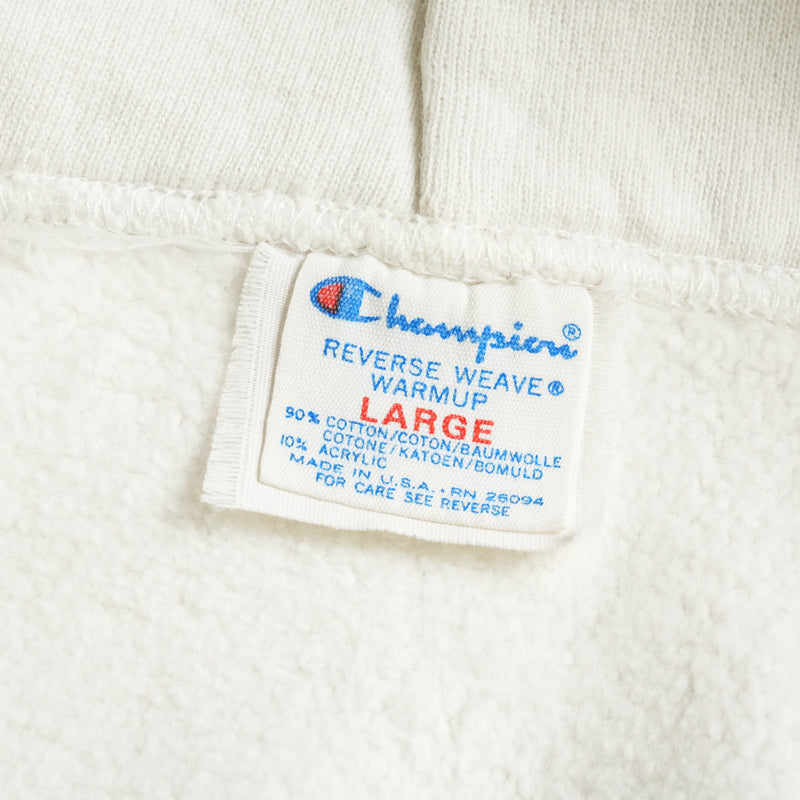 Champion®
REVERSE WEAVE®
WARMUP
LARGE
90% COTTON/COTON/BAUMWOLLE
COTONE/KATOEN/BOMULD
10% ACRYLIC
MADE IN U.S.A. · RN 26094
FOR CARE SEE REVERSE